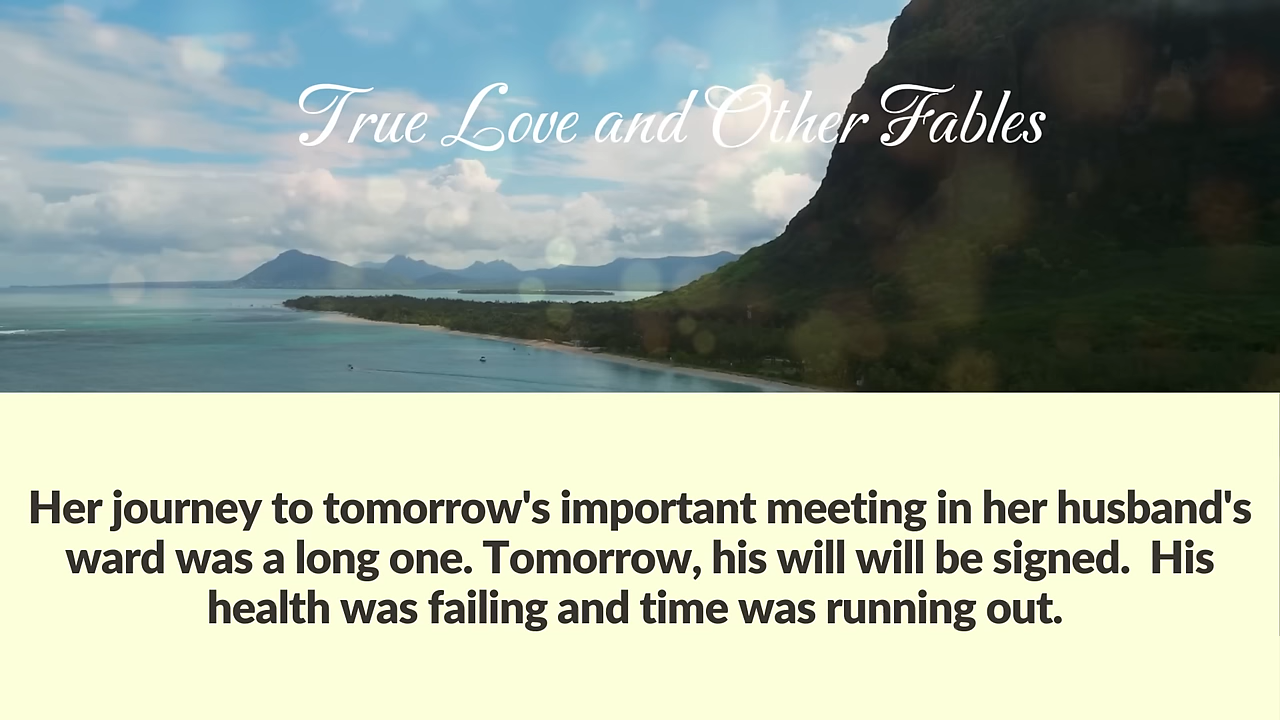 True Love and Other Fables
Her journey to tomorrow's important meeting in her husband's
ward was a long one. Tomorrow, his will will be signed.  His
health was failing and time was running out.